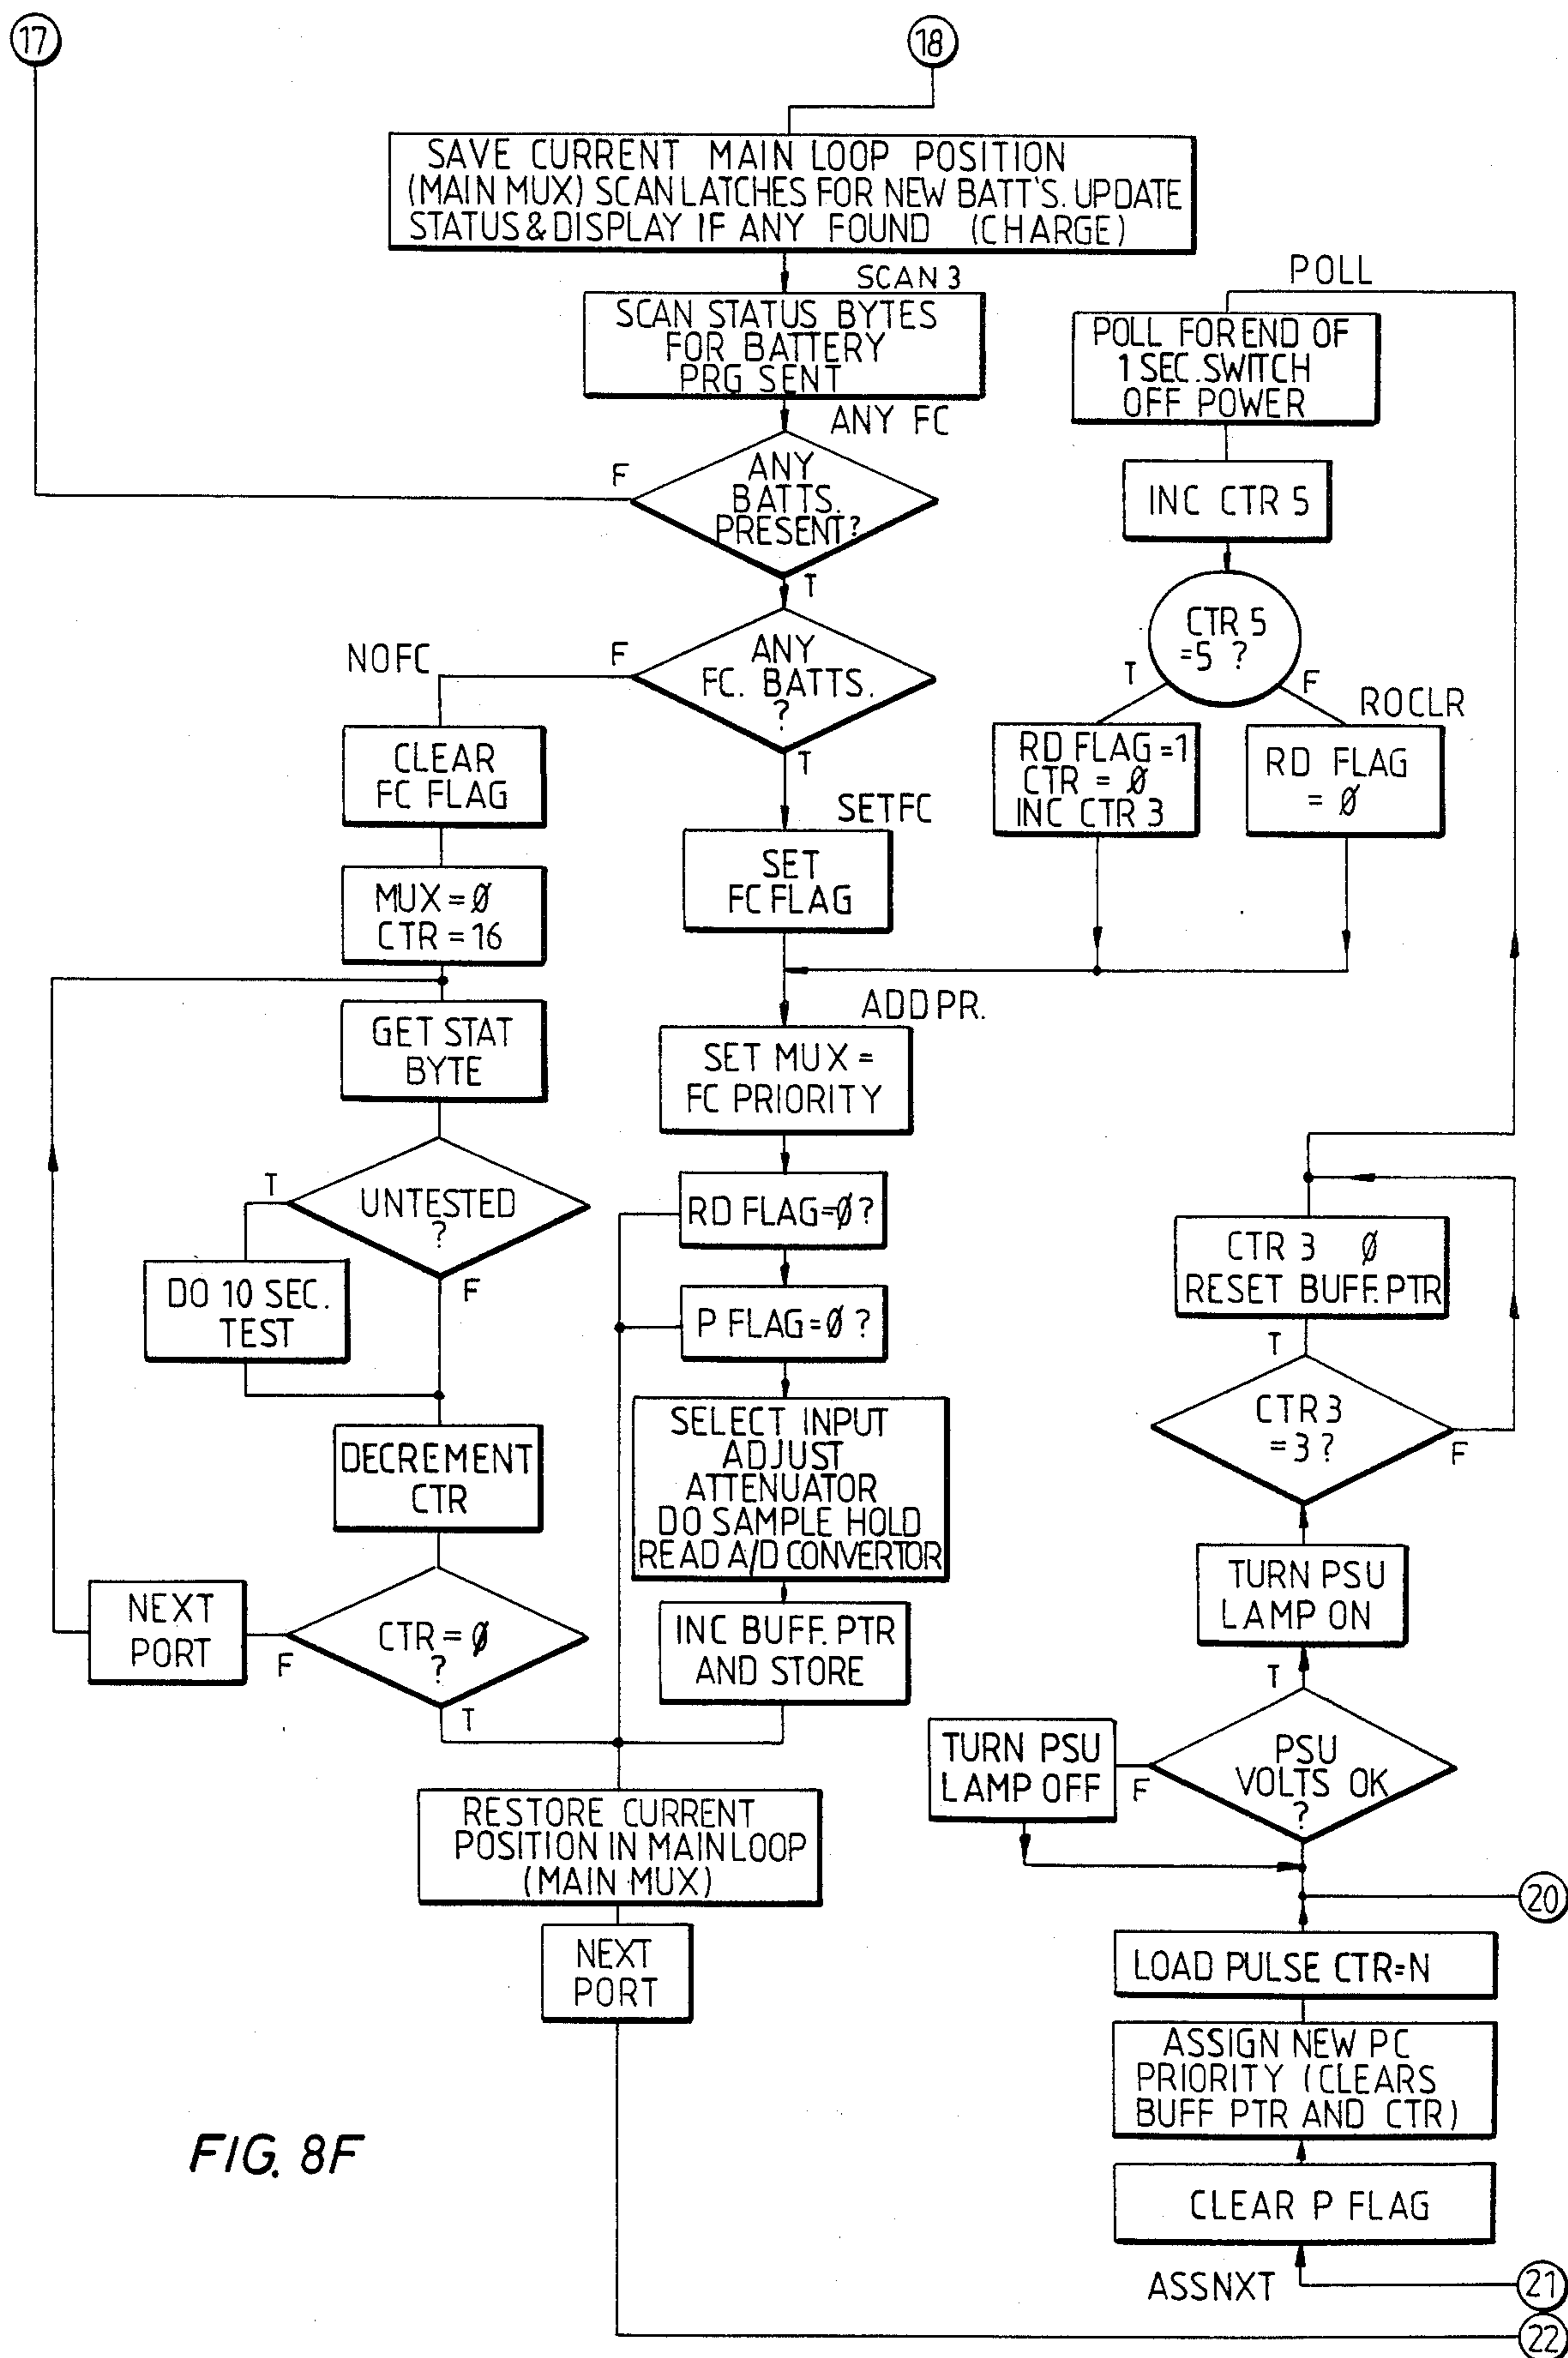 17
18
SAVE CURRENT MAIN LOOP POSITION
(MAIN MUX) SCAN LATCHES FOR NEW BATT'S. UPDATE
STATUS & DISPLAY IF ANY FOUND (CHARGE)
SCAN 3
SCAN STATUS BYTES
FOR BATTERY
PRG SENT
ANY FC
ANY
BATTS.
PRESENT?
F
T
ANY
FC. BATTS.
?
F
T
NOFC
CLEAR
FC FLAG
MUX = Ø
CTR = 16
GET STAT
BYTE
UNTESTED
?
T
F
DO 10 SEC.
TEST
DECREMENT
CTR
CTR = Ø
?
F
T
NEXT
PORT
SETFC
SET
FC FLAG
ADDPR.
SET MUX =
FC PRIORITY
RD FLAG=Ø?
P FLAG=Ø ?
SELECT INPUT
ADJUST
ATTENUATOR
DO SAMPLE HOLD
READ A/D CONVERTOR
INC BUFF. PTR
AND STORE
RESTORE CURRENT
POSITION IN MAIN LOOP
(MAIN MUX)
NEXT
PORT
POLL
POLL FOR END OF
1 SEC. SWITCH
OFF POWER
INC CTR 5
CTR 5
=5 ?
T
F
ROCLR
RD FLAG =1
CTR = Ø
INC CTR 3
RD FLAG
= Ø
CTR 3 Ø
RESET BUFF. PTR
T
CTR 3
=3 ?
F
TURN PSU
LAMP ON
T
PSU
VOLTS OK
?
F
TURN PSU
LAMP OFF
20
LOAD PULSE CTR=N
ASSIGN NEW PC
PRIORITY (CLEARS
BUFF PTR AND CTR)
CLEAR P FLAG
ASSNXT
21
22
FIG. 8F